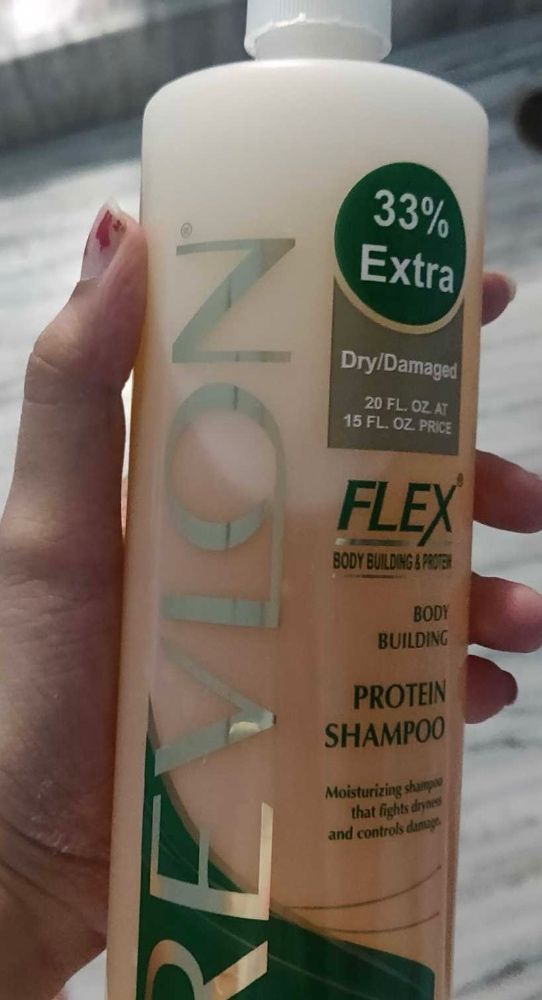 REVLON®
33%
Extra
Dry/Damaged
20 FL. OZ. AT
15 FL. OZ. PRICE
FLEX®
BODY BUILDING & PROTEIN
BODY
BUILDING
PROTEIN
SHAMPOO
Moisturizing shampoo
that fights dryness
and controls damage.